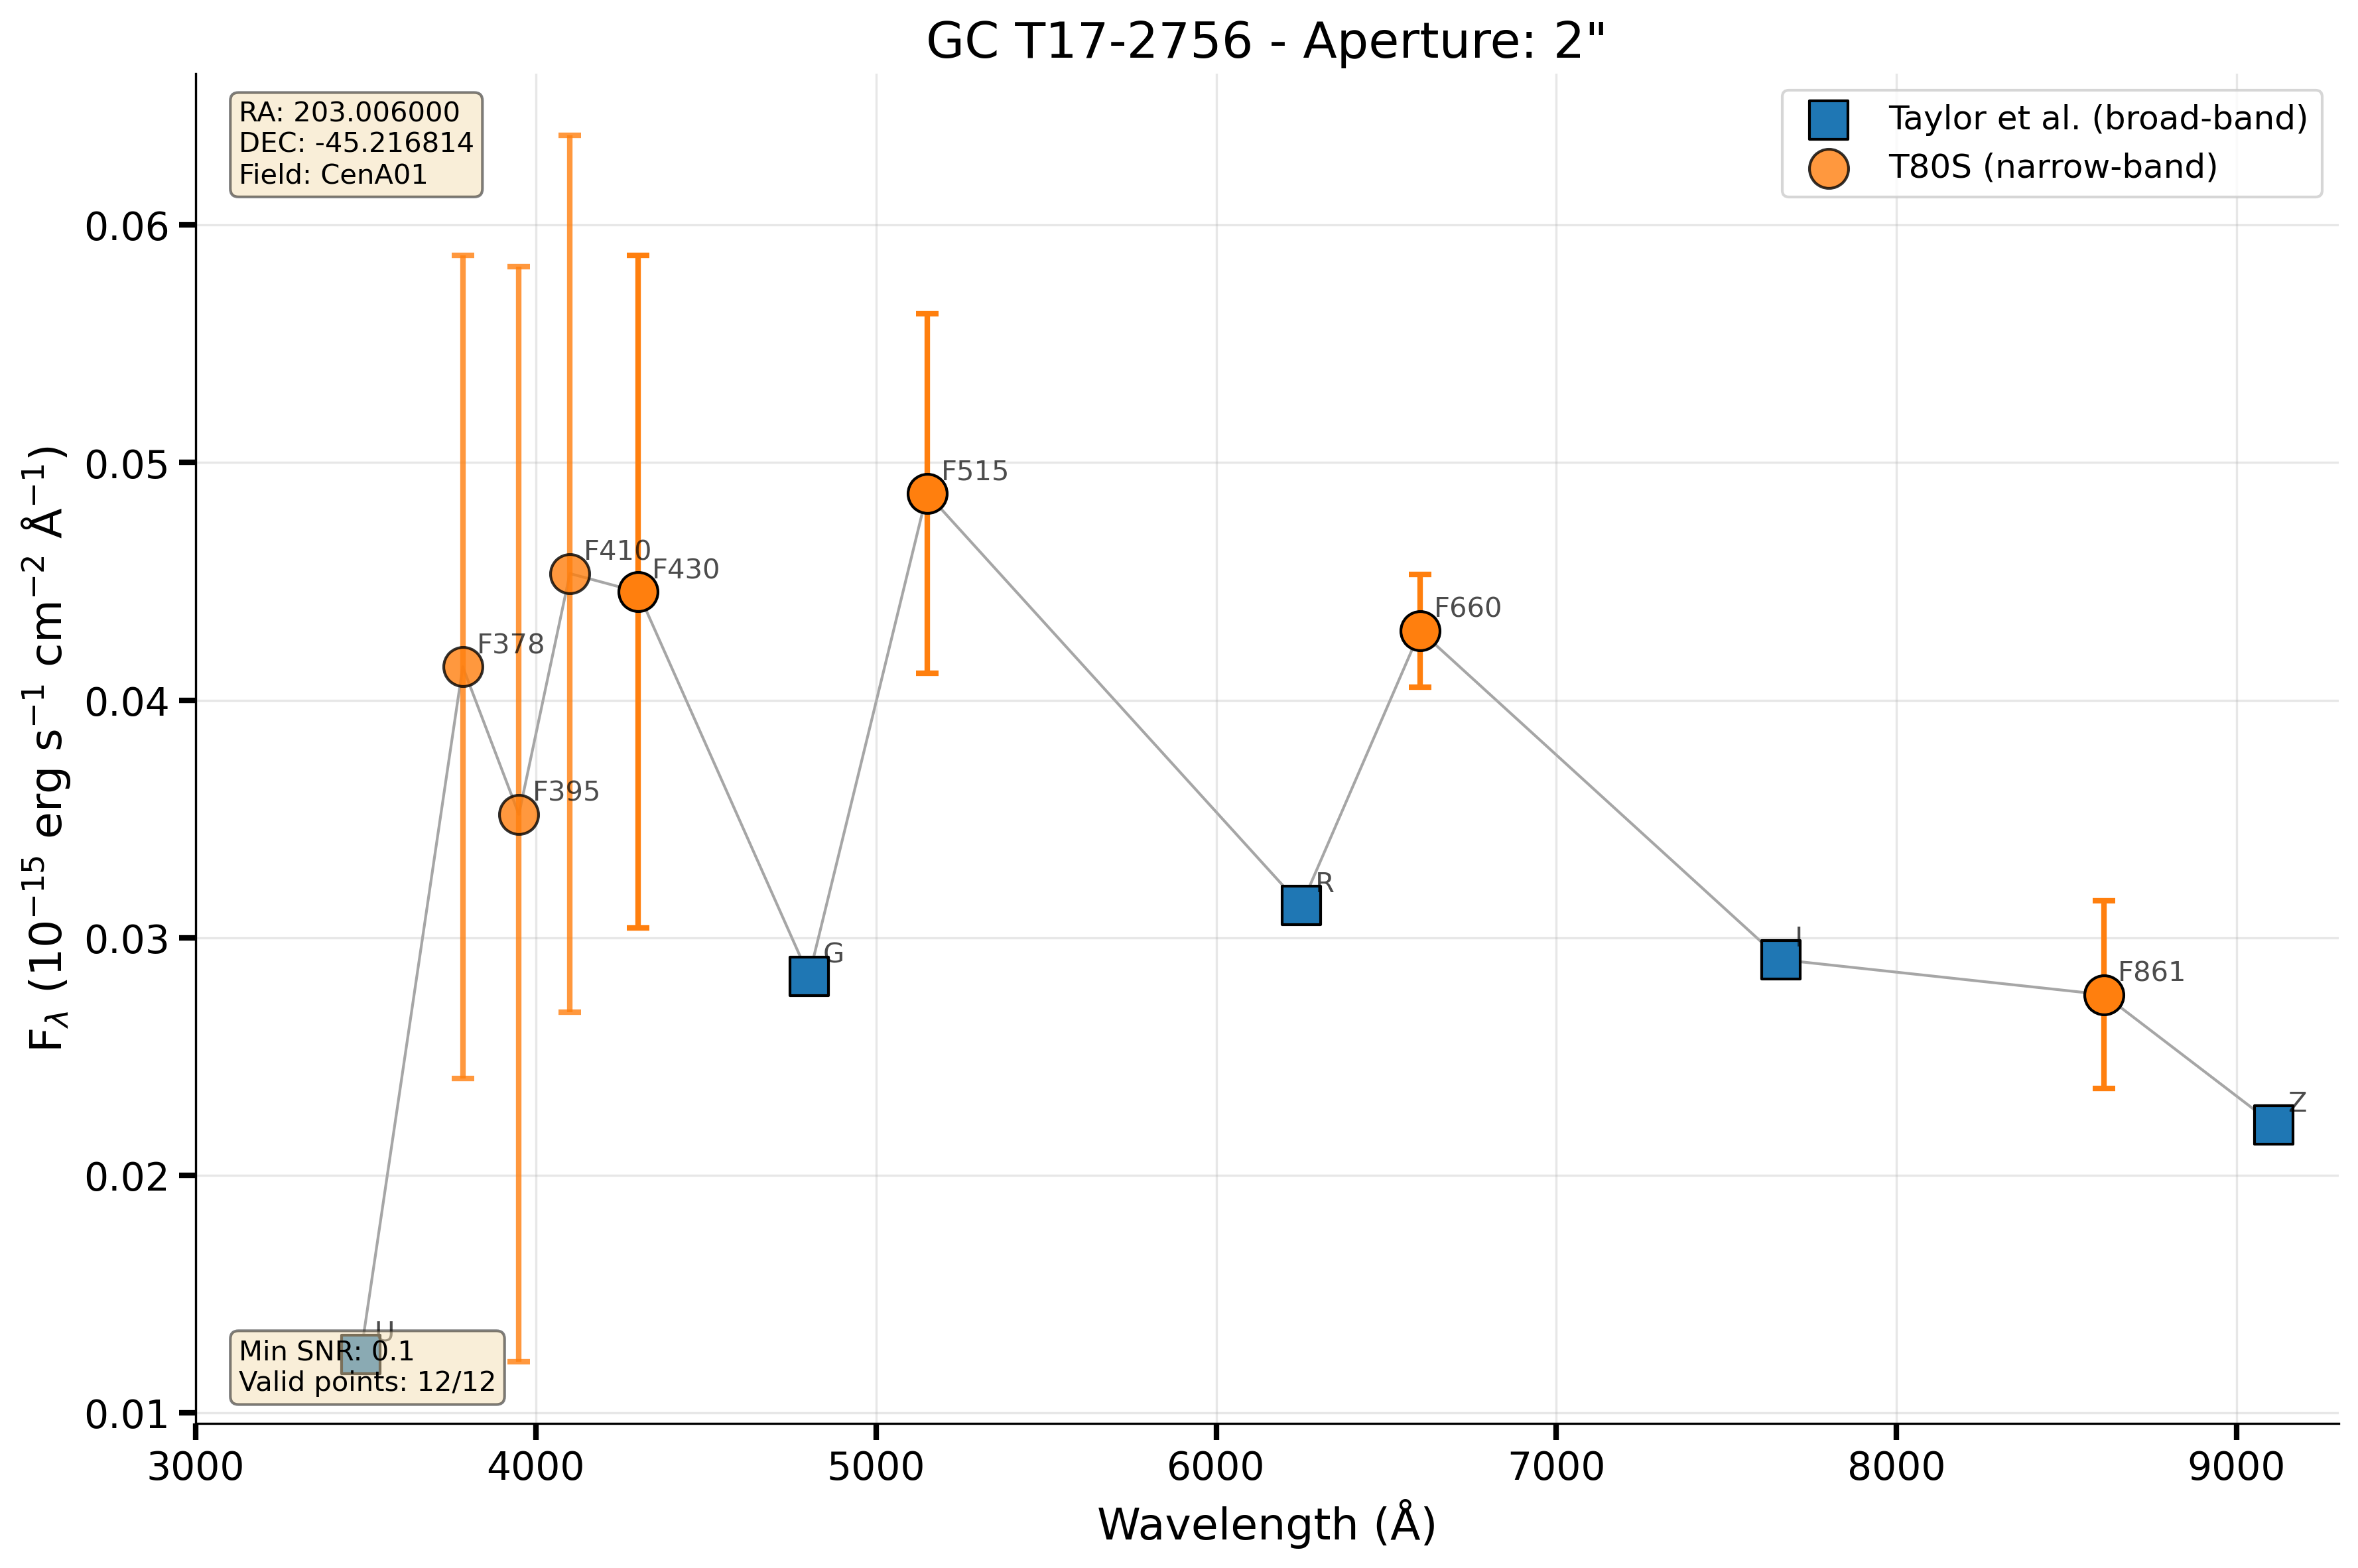 GC T17-2756 - Aperture: 2"
RA: 203.006000
DEC: -45.216814
Field: CenA01
Taylor et al. (broad-band)
T80S (narrow-band)
F_λ (10⁻¹⁵ erg s⁻¹ cm⁻² Å⁻¹)
0.06
0.05
0.04
0.03
0.02
0.01
F515
F410
F430
F660
F378
F395
R
G
I
F861
Z
U
Min SNR: 0.1
Valid points: 12/12
3000 4000 5000 6000 7000 8000 9000
Wavelength (Å)